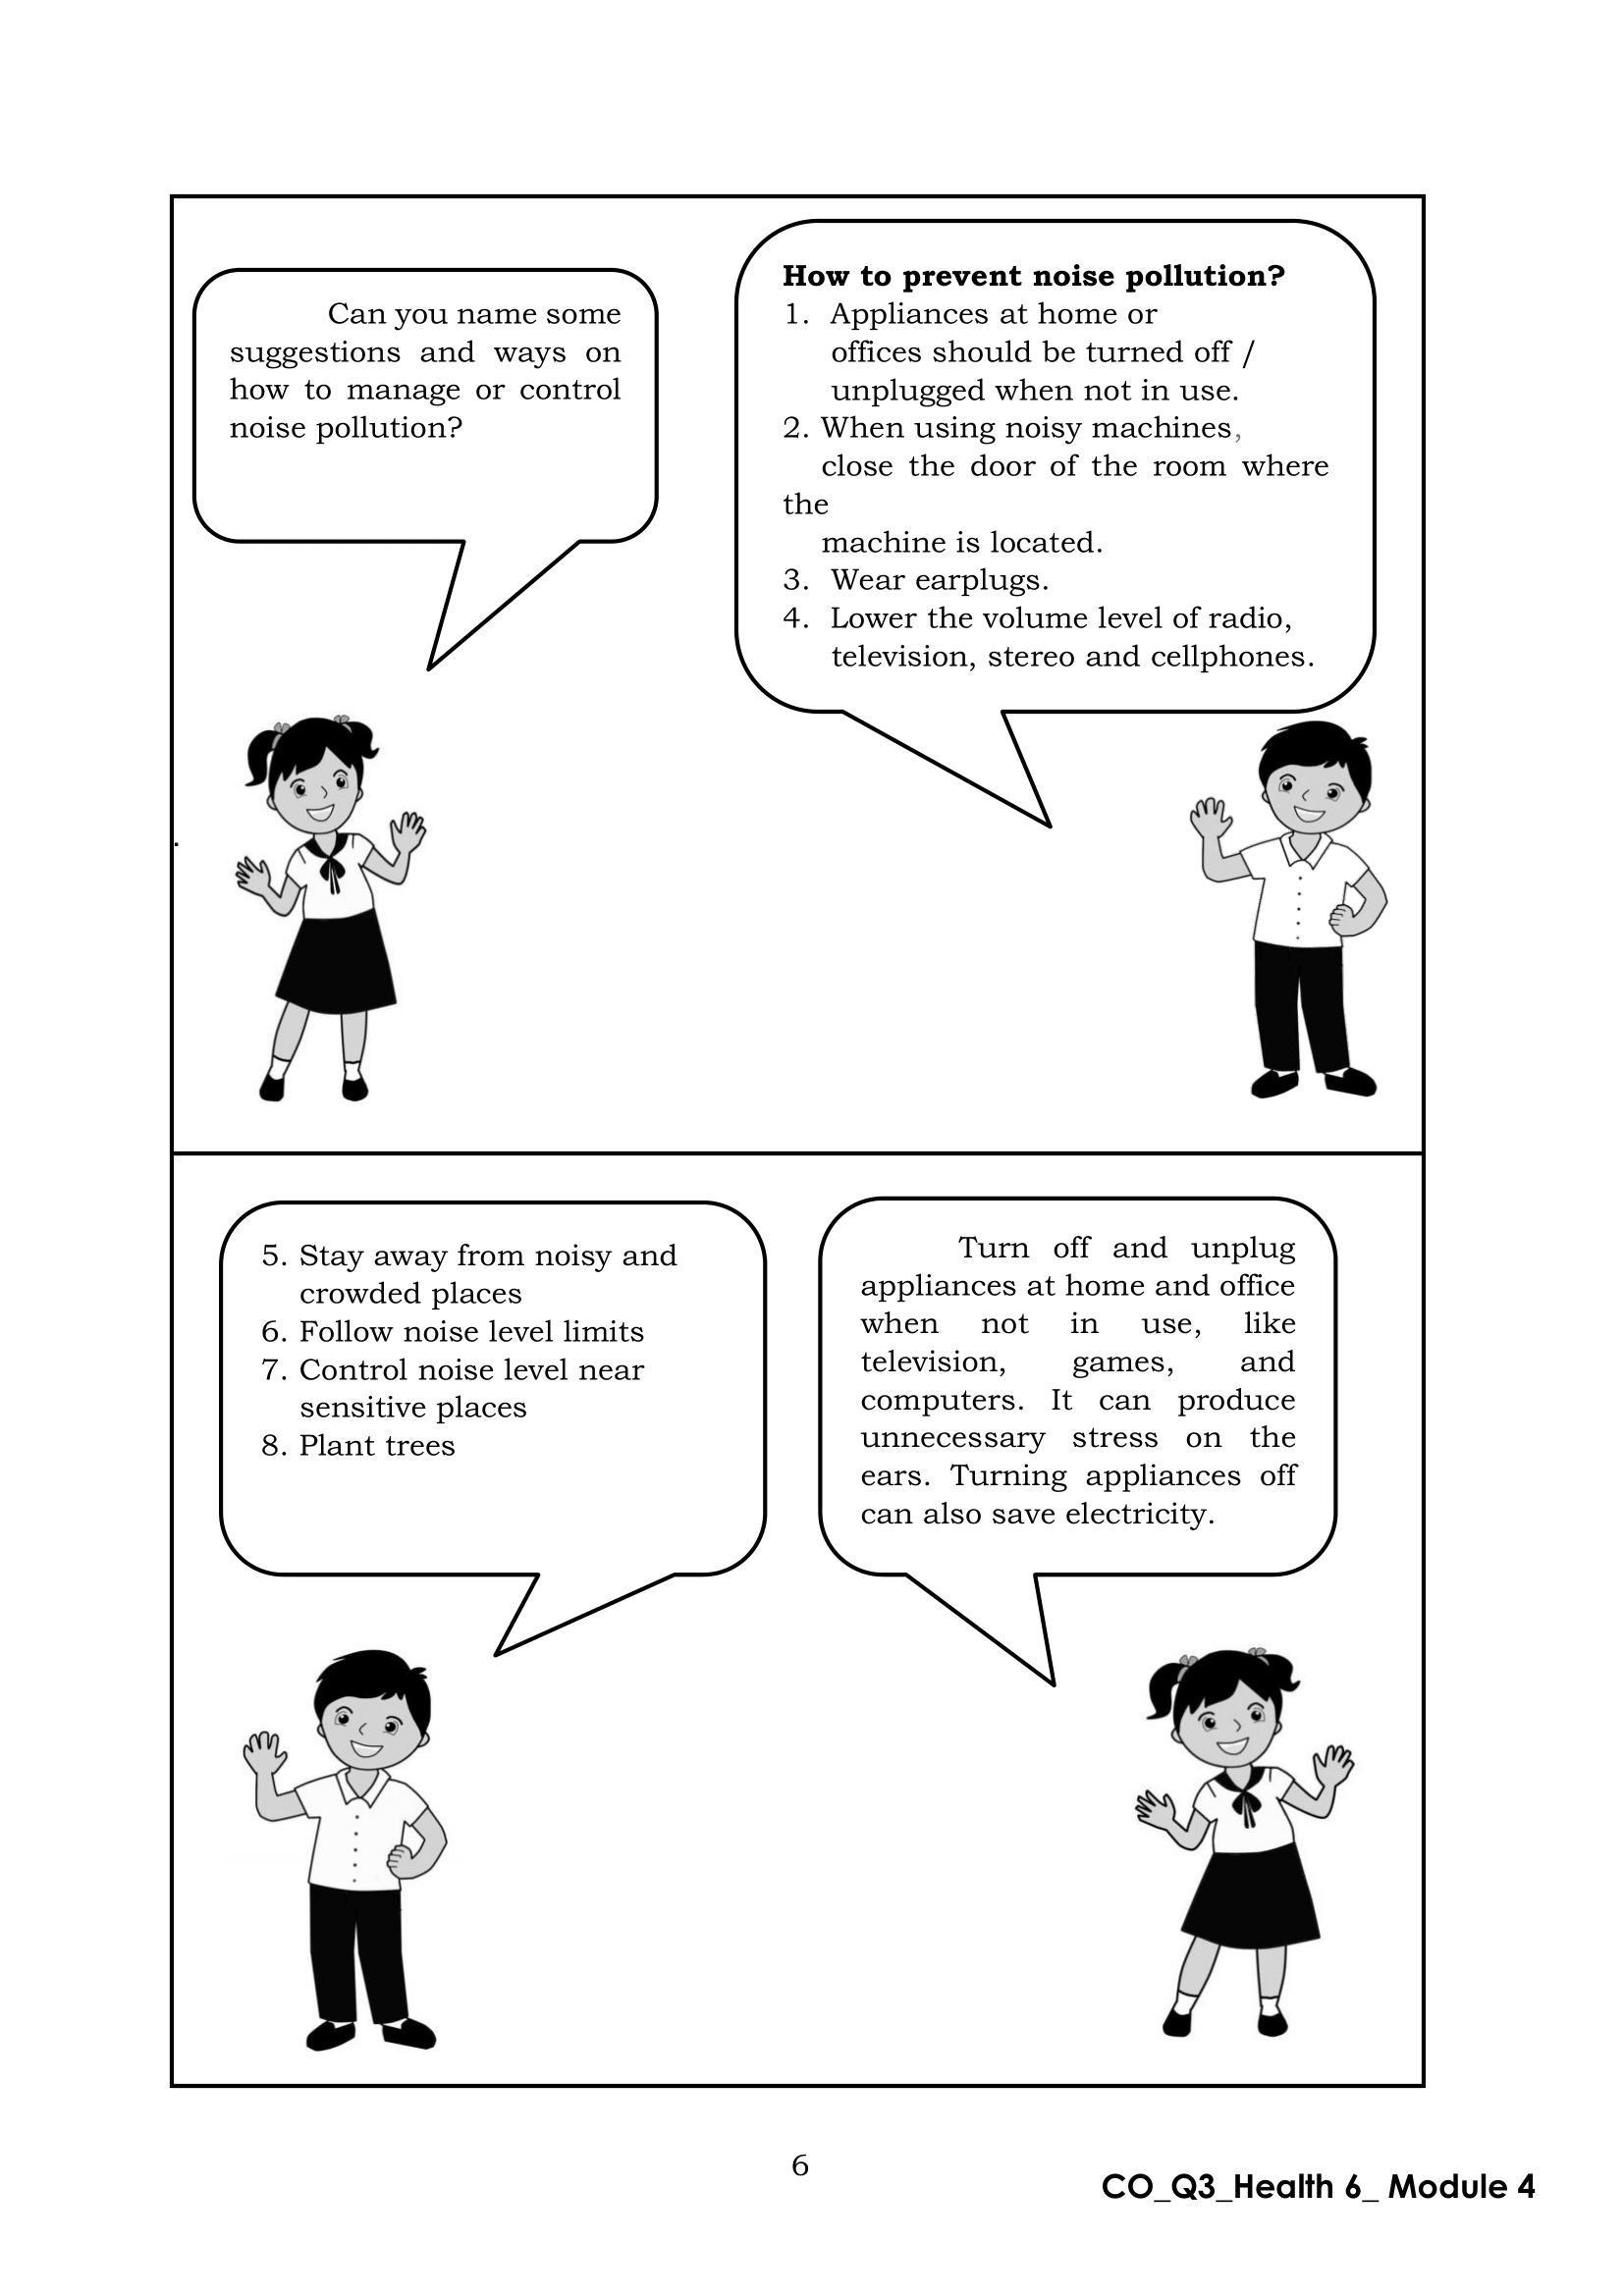 Can you name some
suggestions and ways on
how to manage or control
noise pollution?
How to prevent noise pollution?
1. Appliances at home or
offices should be turned off /
unplugged when not in use.
2. When using noisy machines,
close the door of the room where
the
machine is located.
3. Wear earplugs.
4. Lower the volume level of radio,
television, stereo and cellphones.
.
5. Stay away from noisy and
crowded places
6. Follow noise level limits
7. Control noise level near
sensitive places
8. Plant trees
Turn off and unplug
appliances at home and office
when not in use, like
television, games, and
computers. It can produce
unnecessary stress on the
ears. Turning appliances off
can also save electricity.
6
CO_Q3_Health 6_ Module 4